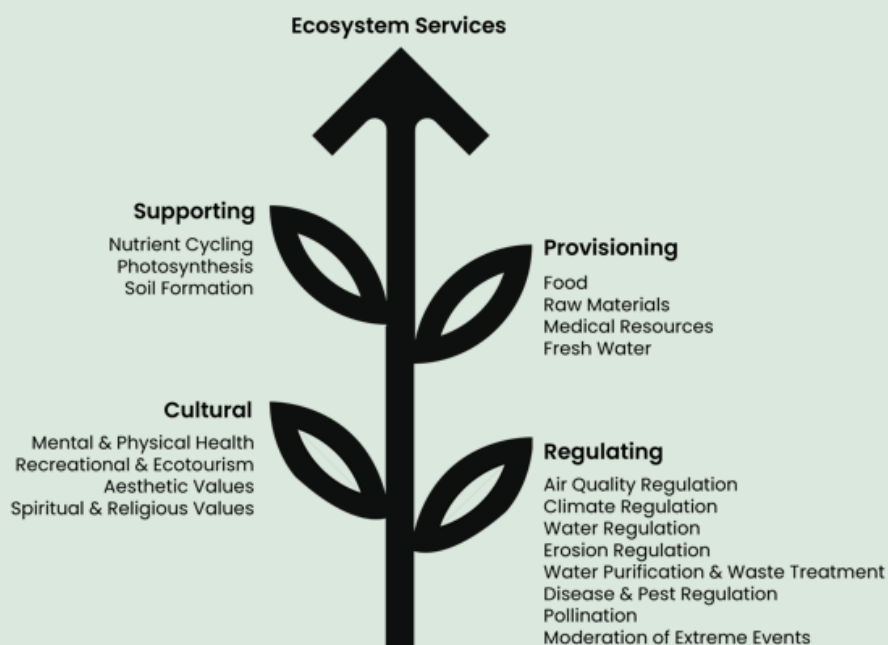 Ecosystem Services
Supporting
Nutrient Cycling
Photosynthesis
Soil Formation
Provisioning
Food
Raw Materials
Medical Resources
Fresh Water
Cultural
Mental & Physical Health
Recreational & Ecotourism
Aesthetic Values
Spiritual & Religious Values
Regulating
Air Quality Regulation
Climate Regulation
Water Regulation
Erosion Regulation
Water Purification & Waste Treatment
Disease & Pest Regulation
Pollination
Moderation of Extreme Events